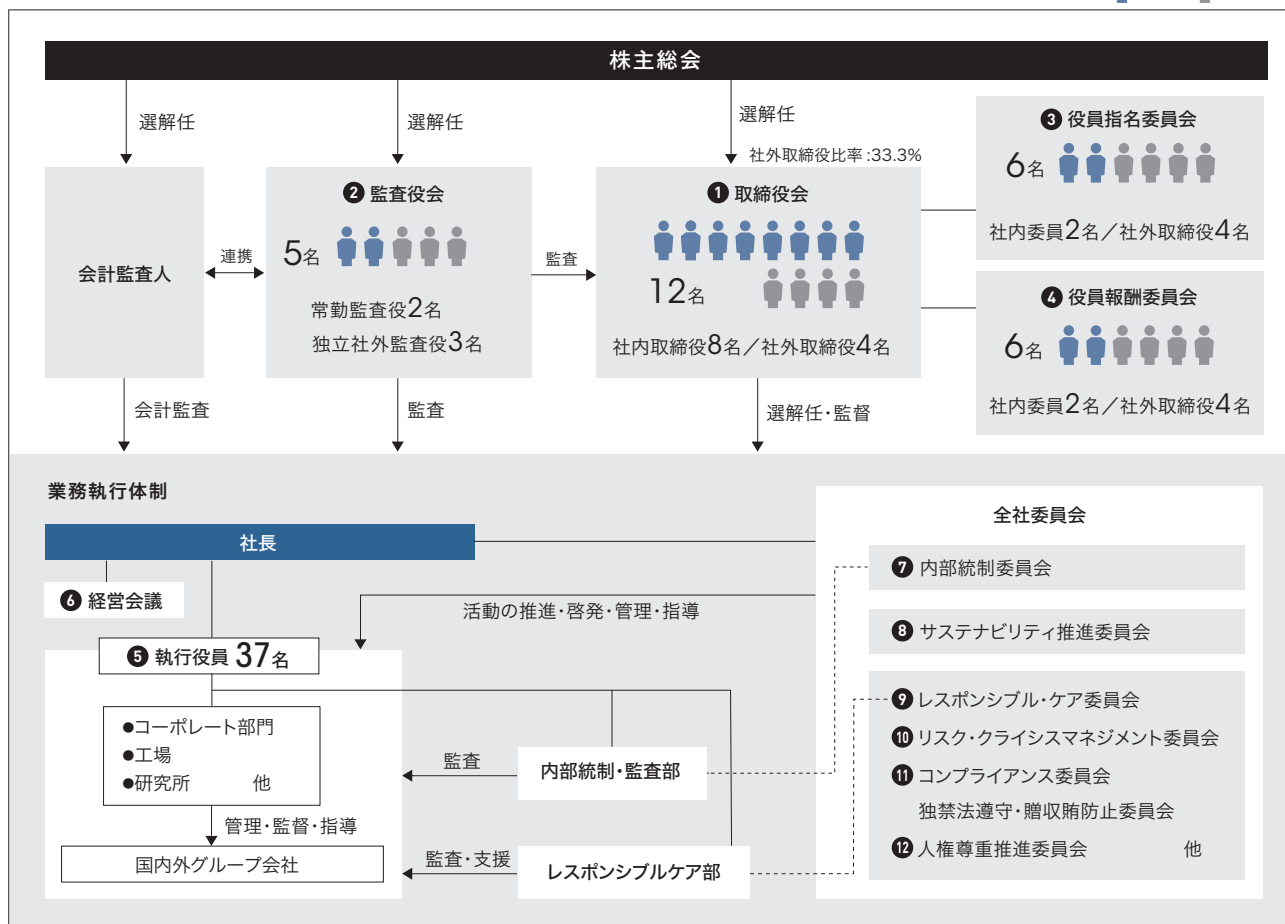 株主総会
選解任
選解任
選解任
社外取締役比率:33.3%
会計監査人
連携
❷ 監査役会
5名
常勤監査役2名
独立社外監査役3名
監査
❶ 取締役会
12名
社内取締役8名／社外取締役4名
❸ 役員指名委員会
6名
社内委員2名／社外取締役4名
❹ 役員報酬委員会
6名
社内委員2名／社外取締役4名
会計監査
監査
選解任・監督
業務執行体制
社長
❻ 経営会議
活動の推進・啓発・管理・指導
❺ 執行役員 37名
●コーポレート部門
●工場
●研究所 他
管理・監督・指導
国内外グループ会社
監査
内部統制・監査部
監査・支援
レスポンシブルケア部
全社委員会
❼ 内部統制委員会
❽ サステナビリティ推進委員会
❾ レスポンシブル・ケア委員会
❿ リスク・クライシスマネジメント委員会
⓫ コンプライアンス委員会
独禁法遵守・贈収賄防止委員会
⓬ 人権尊重推進委員会 他